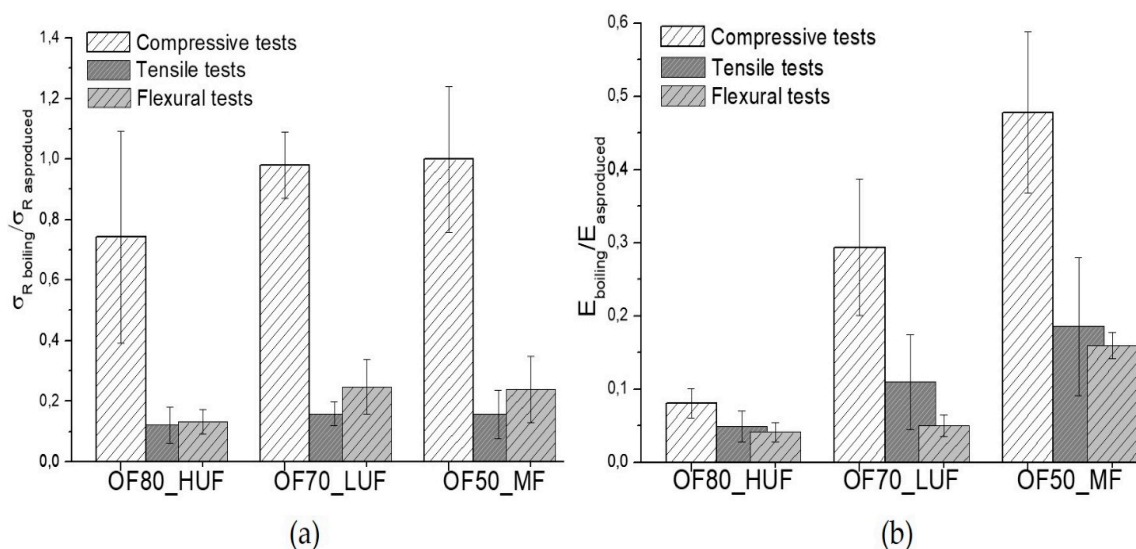 1,4
1,2
1,0
0,8
0,6
0,4
0,2
0,0
σR boiling/σR asproduced
Compressive tests
Tensile tests
Flexural tests
OF80_HUF OF70_LUF OF50_MF
(a)
0,6
0,5
0,4
0,3
0,2
0,1
0,0
Eboiling/Easproduced
Compressive tests
Tensile tests
Flexural tests
OF80_HUF OF70_LUF OF50_MF
(b)